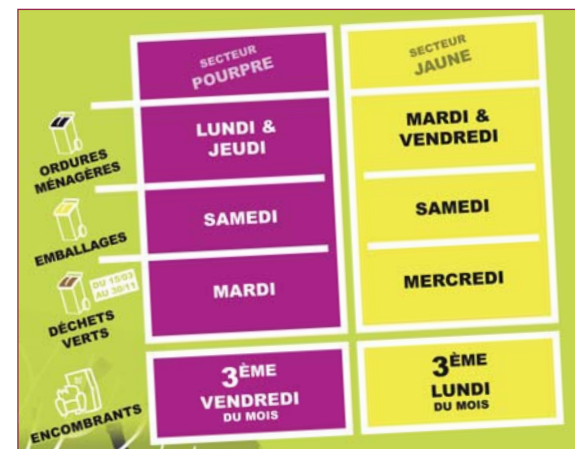 SECTEUR
POURPRE
SECTEUR
JAUNE
ORDURES
MÉNAGÈRES
LUNDI &
JEUDI
MARDI &
VENDREDI
EMBALLAGES
SAMEDI
SAMEDI
DU 15/03
AU 30/11
DÉCHETS
VERTS
MARDI
MERCREDI
ENCOMBRANTS
3ÈME
VENDREDI
DU MOIS
3ÈME
LUNDI
DU MOIS